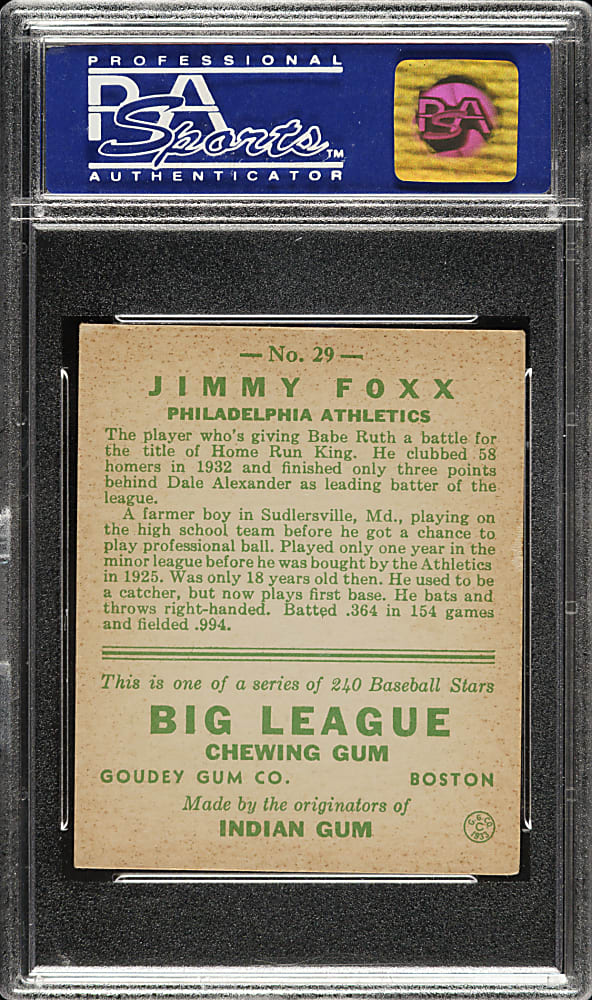 PROFESSIONAL
PSA
Sports™
AUTHENTICATOR
PSA
— No. 29 —
JIMMY FOXX
PHILADELPHIA ATHLETICS
The player who's giving Babe Ruth a battle for
the title of Home Run King. He clubbed 58
homers in 1932 and finished only three points
behind Dale Alexander as leading batter of the
league.
A farmer boy in Sudlersville, Md., playing on
the high school team before he got a chance to
play professional ball. Played only one year in the
minor league before he was bought by the Athletics
in 1925. Was only 18 years old then. He used to be
a catcher, but now plays first base. He bats and
throws right-handed. Batted .364 in 154 games
and fielded .994.
This is one of a series of 240 Baseball Stars
BIG LEAGUE
CHEWING GUM
GOUDEY GUM CO. BOSTON
Made by the originators of
INDIAN GUM
G. G. CO.
C
1933